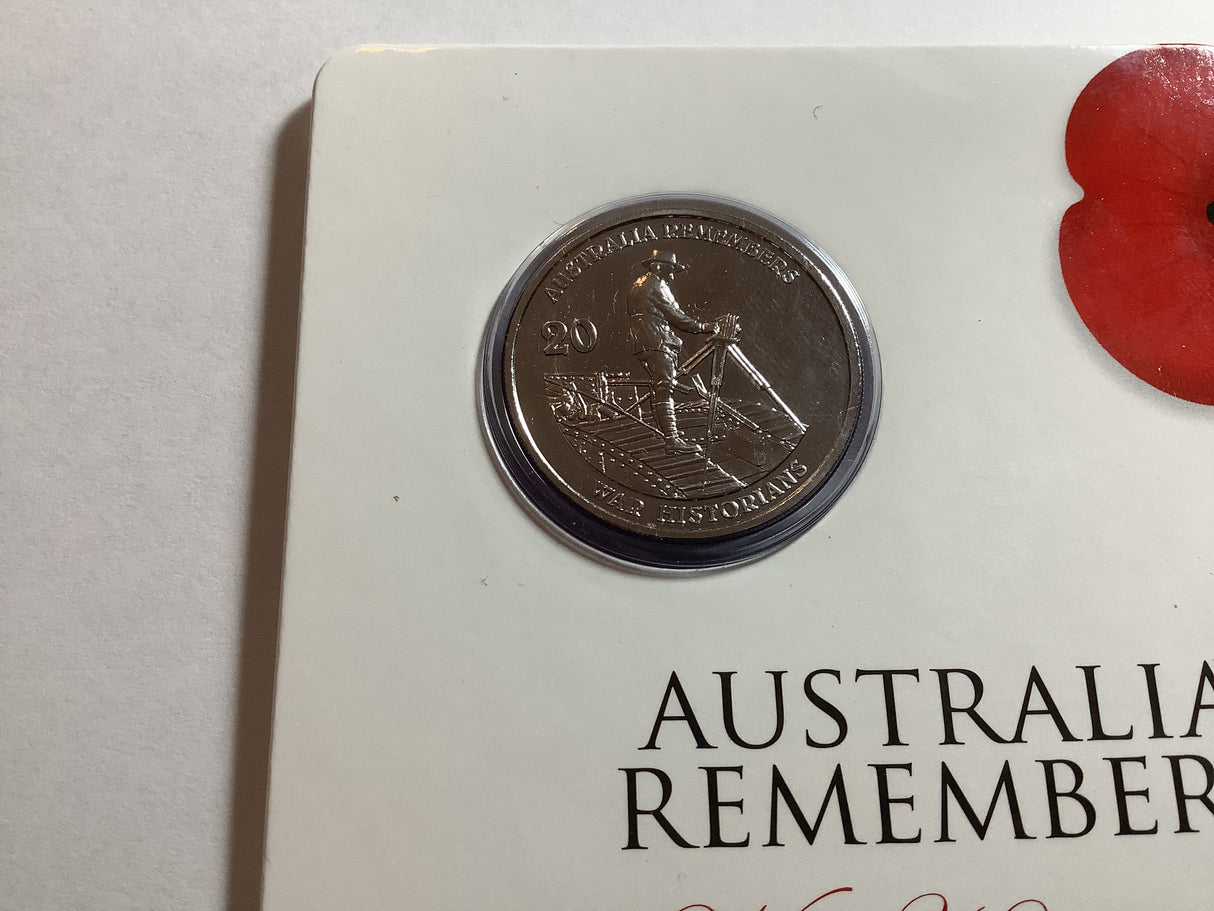 AUSTRALIA REMEMBERS
20
WAR HISTORIANS
AUSTRALIA
REMEMBER